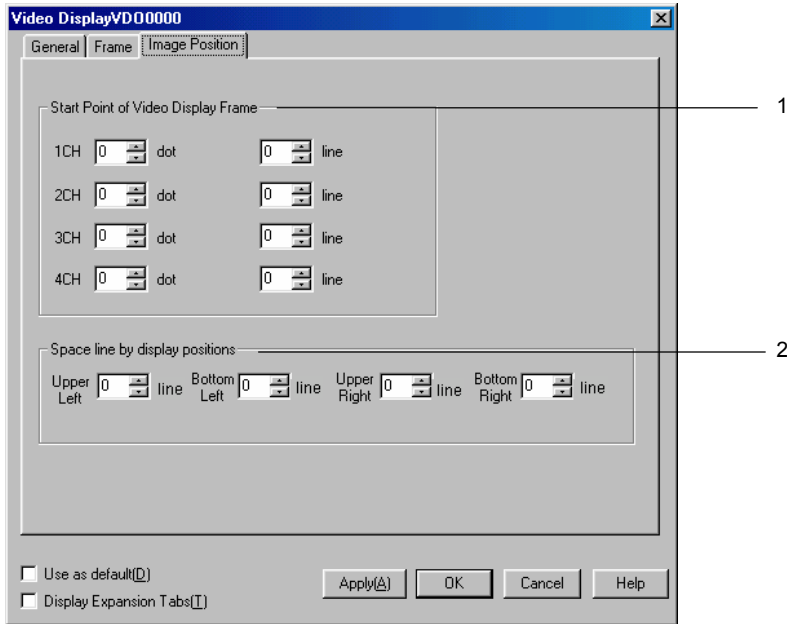 Video DisplayVDO0000
General Frame Image Position
Start Point of Video Display Frame 1
1CH 0 dot 0 line
2CH 0 dot 0 line
3CH 0 dot 0 line
4CH 0 dot 0 line
Space line by display positions 2
Upper Left 0 line Bottom Left 0 line Upper Right 0 line Bottom Right 0 line
Use as default(D)
Display Expansion Tabs(T)
Apply(A) OK Cancel Help